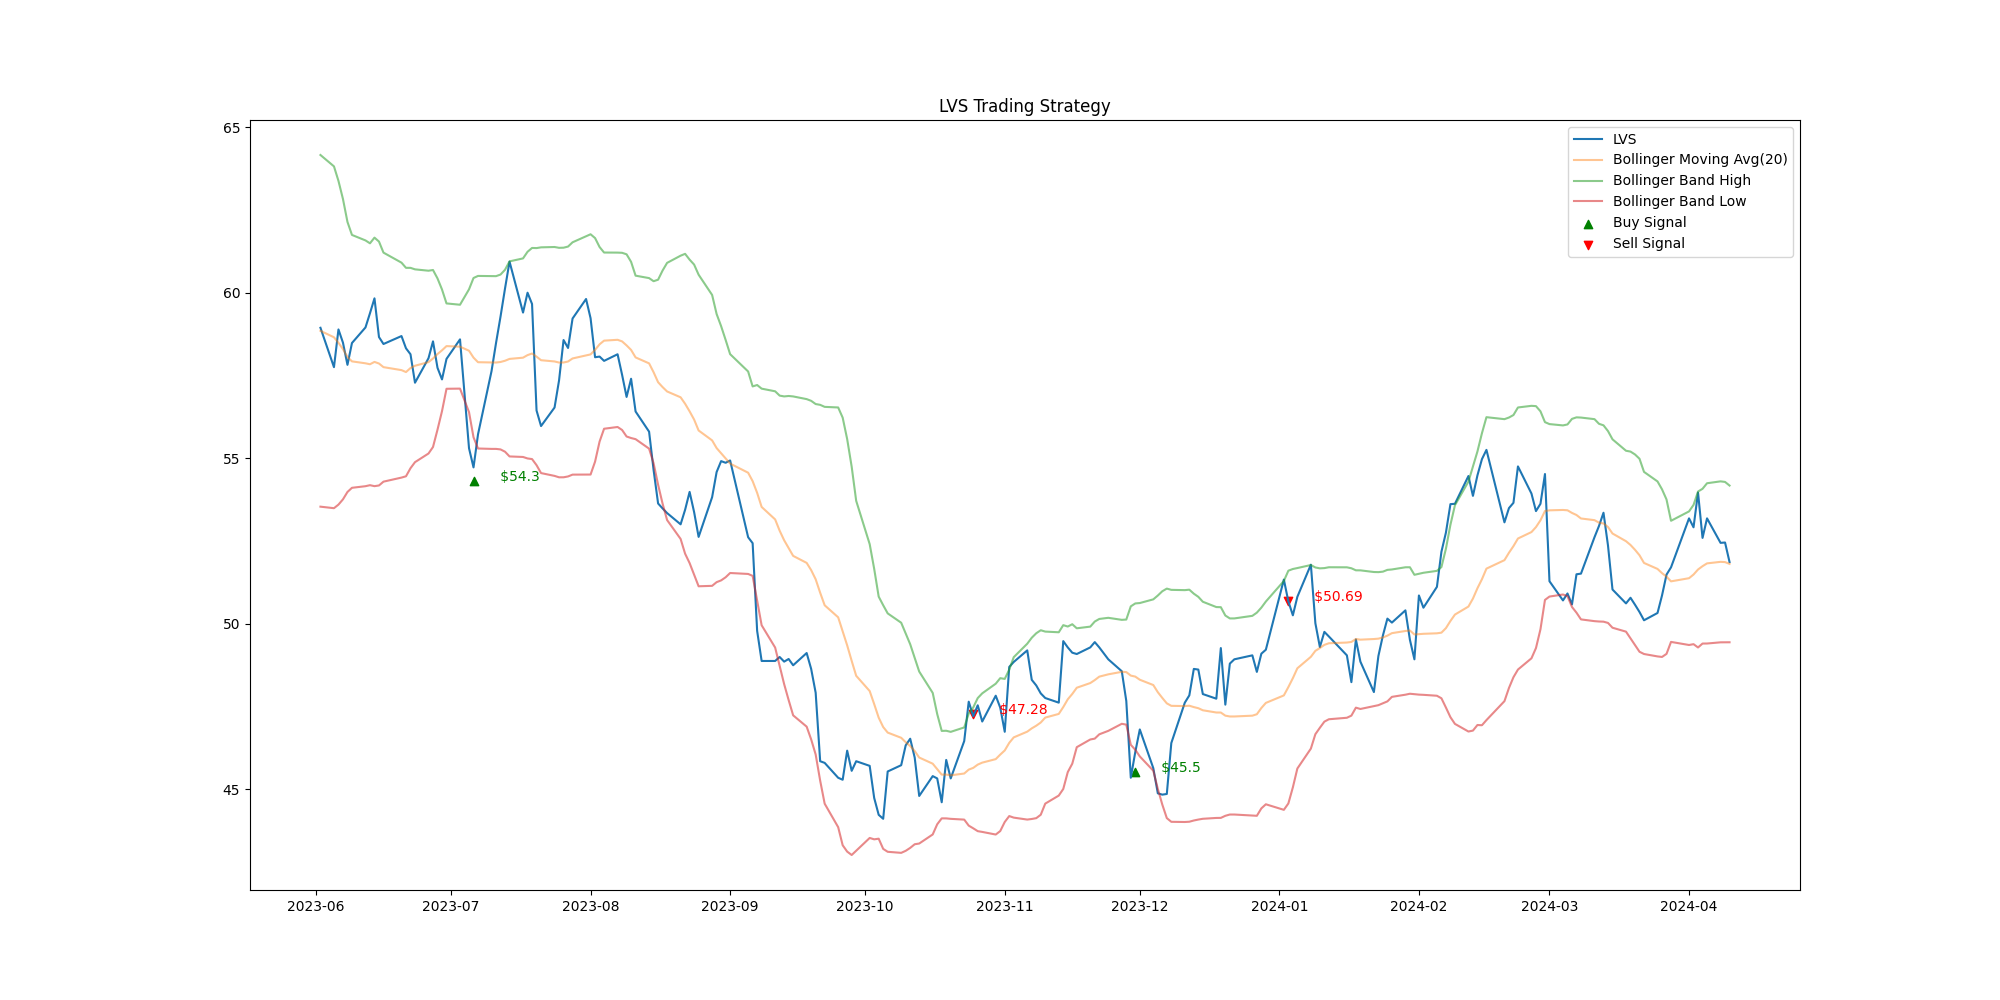 LVS Trading Strategy
65
60
55
50
45
LVS
Bollinger Moving Avg(20)
Bollinger Band High
Bollinger Band Low
Buy Signal
Sell Signal
$54.3
$47.28
$45.5
$50.69
2023-06 2023-07 2023-08 2023-09 2023-10 2023-11 2023-12 2024-01 2024-02 2024-03 2024-04